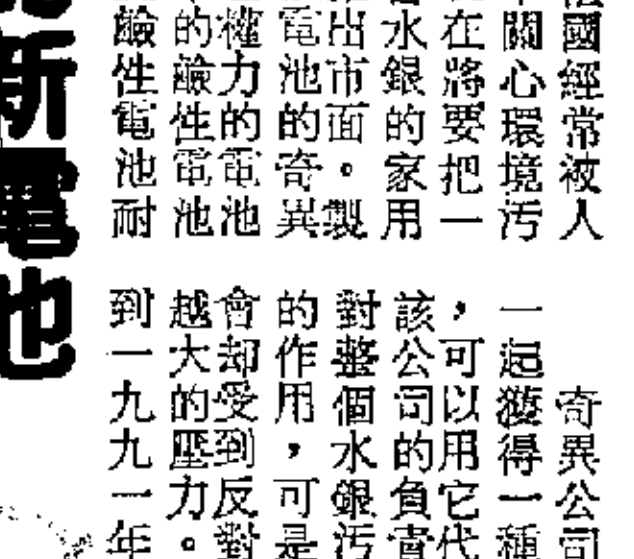 國經常被人
關心環境污
在將要把一
水銀的家用
出市面。製
電池的奇異
權力的電池
的鹼性電池
鹼性電池耐
奇異公司
一起獲得一種
，可以用它代
該公司的負責
對整個水銀污
的作用，可是
會却受到反對
越大的壓力。
到一九九一年
新電池